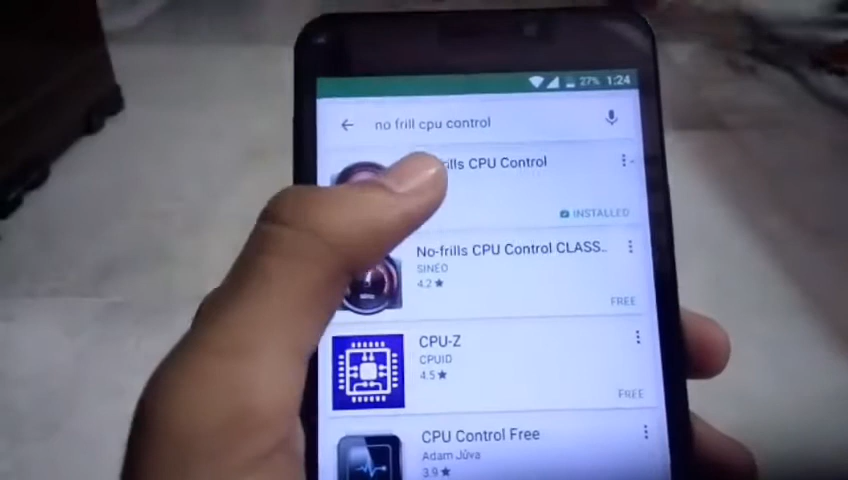 27% 1:24
no frill cpu control
ills CPU Control
INSTALLED
No-frills CPU Control CLASS..
SINEO
4.2★
FREE
CPU-Z
CPUID
4.5★
FREE
CPU Control Free
Adam Jůva
3.9★